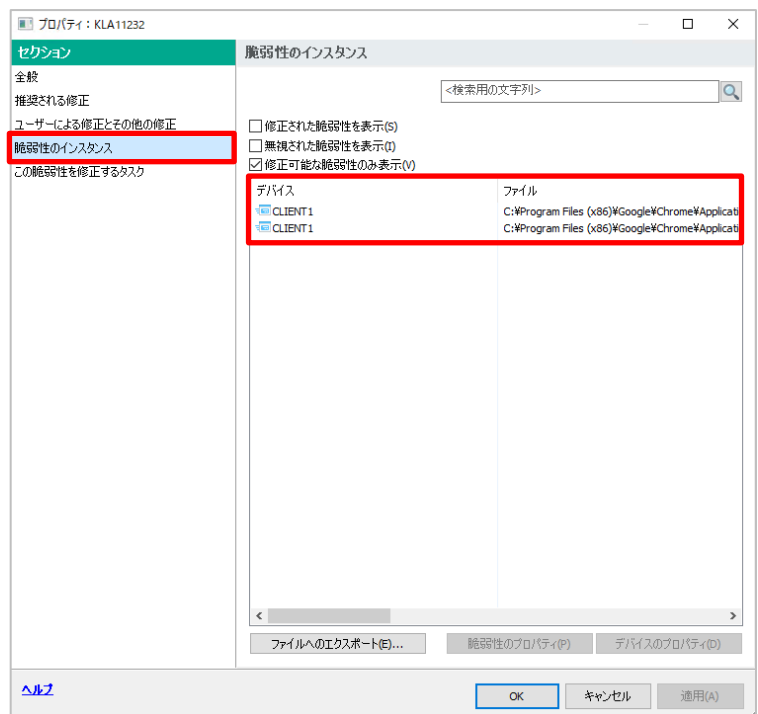 プロパティ：KLA11232
セクション
全般
推奨される修正
ユーザーによる修正とその他の修正
脆弱性のインスタンス
この脆弱性を修正するタスク
脆弱性のインスタンス
<検索用の文字列>
修正された脆弱性を表示(S)
無視された脆弱性を表示(I)
修正可能な脆弱性のみ表示(V)
デバイス ファイル
CLIENT1 C:¥Program Files (x86)¥Google¥Chrome¥Applicati
CLIENT1 C:¥Program Files (x86)¥Google¥Chrome¥Applicati
ファイルへのエクスポート(E)... 脆弱性のプロパティ(P) デバイスのプロパティ(D)
ヘルプ
OK キャンセル 適用(A)